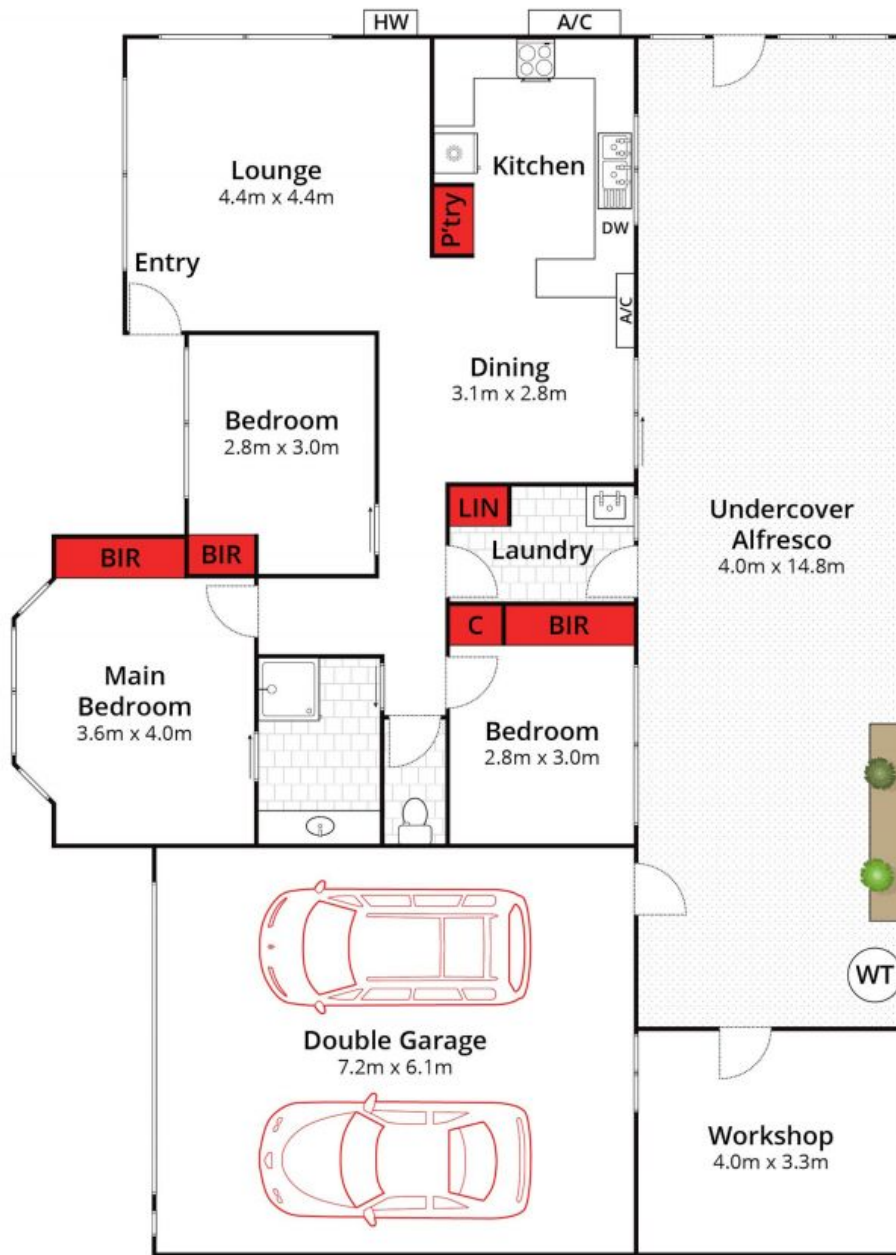 HW
A/C
Lounge
4.4m x 4.4m
Kitchen
P'try
DW
Entry
A/C
Dining
3.1m x 2.8m
Bedroom
2.8m x 3.0m
LIN
Laundry
Undercover
Alfresco
4.0m x 14.8m
BIR
BIR
C
BIR
Main
Bedroom
3.6m x 4.0m
Bedroom
2.8m x 3.0m
WT
Double Garage
7.2m x 6.1m
Workshop
4.0m x 3.3m